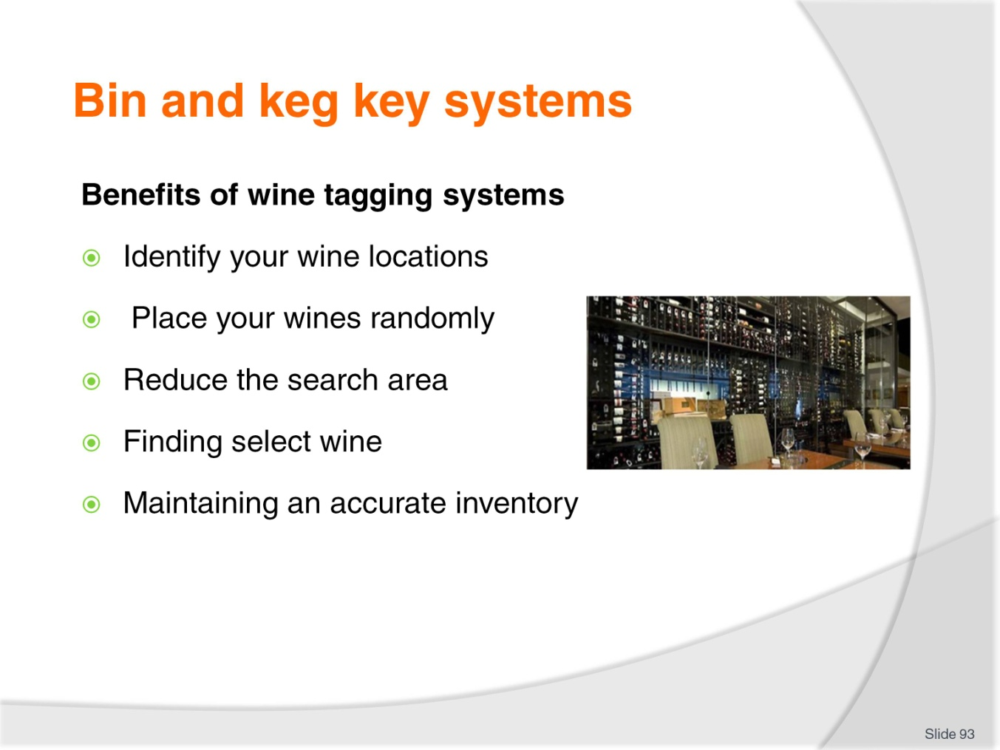 Bin and keg key systems
Benefits of wine tagging systems
Identify your wine locations
Place your wines randomly
Reduce the search area
Finding select wine
Maintaining an accurate inventory
Slide 93